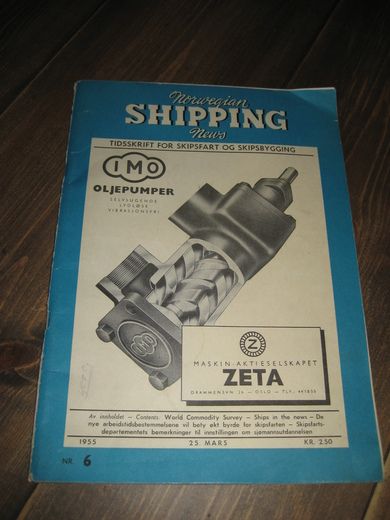 Norwegian
SHIPPING
News
TIDSSKRIFT FOR SKIPSFART OG SKIPSBYGGING
IMO
OLJEPUMPER
SELVSUGENDE
LYDLØSE
VIBRASJONSFRI
IMO
Z
MASKIN-AKTIESELSKAPET
ZETA
DRAMMENSVN. 26 - OSLO - TLF.
Av innholdet - Contents: World Commodity Survey - Ships in the news - De
nye arbeidstidsbestemmelsene vil bety økt byrde for skipsfarten - Skipsfarts-
departementets bemerkninger til innstillingen om sjømannsutdannelsen
1955 25 MARS KR. 2.50
NR. 6